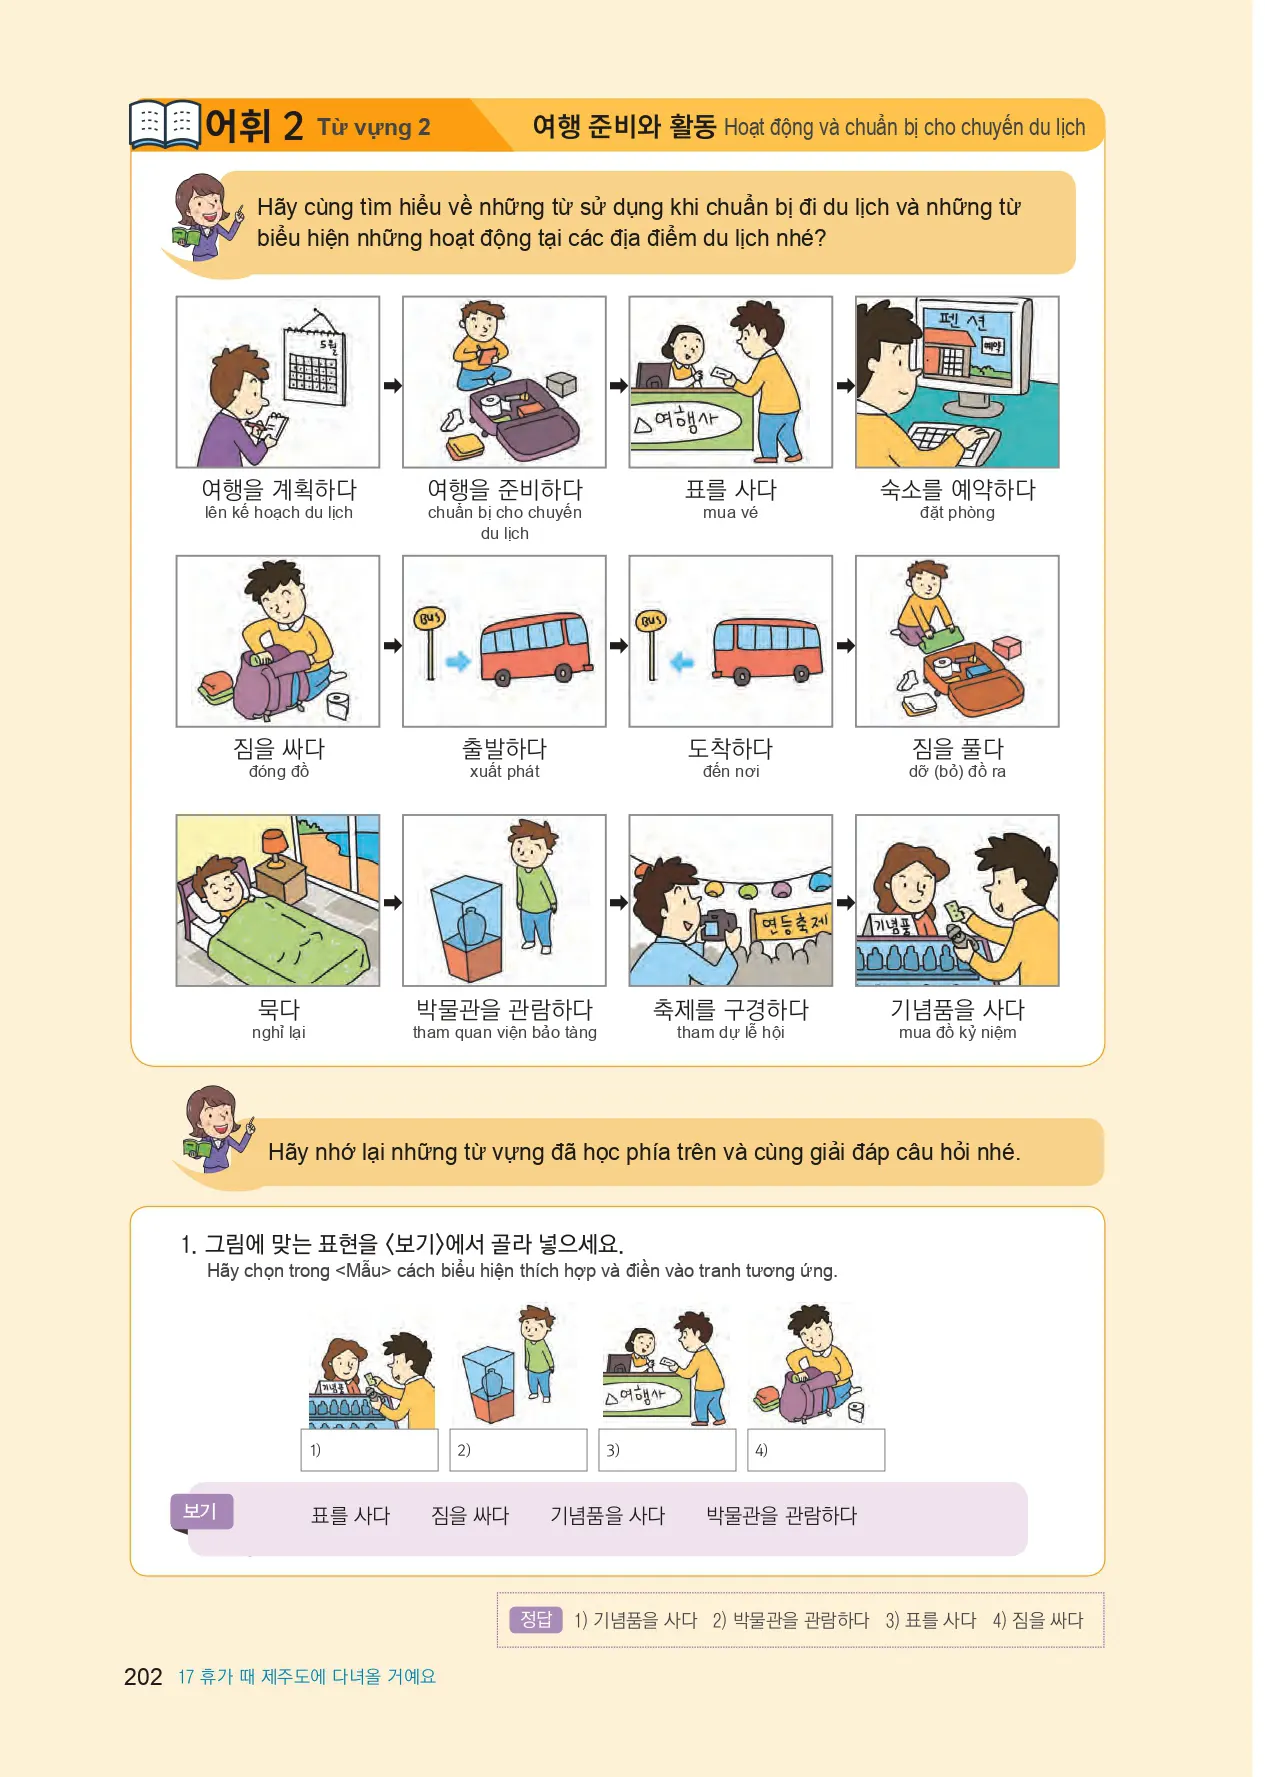 어휘 2 Từ vựng 2 여행 준비와 활동 Hoạt động và chuẩn bị cho chuyến du lịch
Hãy cùng tìm hiểu về những từ sử dụng khi chuẩn bị đi du lịch và những từ
biểu hiện những hoạt động tại các địa điểm du lịch nhé?
5월
△여행사
펜션
예약
여행을 계획하다 여행을 준비하다 표를 사다 숙소를 예약하다
lên kế hoạch du lịch chuẩn bị cho chuyến mua vé đặt phòng
du lịch
BUS
BUS
짐을 싸다 출발하다 도착하다 짐을 풀다
đóng đồ xuất phát đến nơi dỡ (bỏ) đồ ra
연등축제
기념품
묵다 박물관을 관람하다 축제를 구경하다 기념품을 사다
nghỉ lại tham quan viện bảo tàng tham dự lễ hội mua đồ kỷ niệm
Hãy nhớ lại những từ vựng đã học phía trên và cùng giải đáp câu hỏi nhé.
1. 그림에 맞는 표현을 〈보기〉에서 골라 넣으세요.
Hãy chọn trong <Mẫu> cách biểu hiện thích hợp và điền vào tranh tương ứng.
기념품
△여행사
1) 2) 3) 4)
보기 표를 사다 짐을 싸다 기념품을 사다 박물관을 관람하다
정답 1) 기념품을 사다 2) 박물관을 관람하다 3) 표를 사다 4) 짐을 싸다
202 17 휴가 때 제주도에 다녀올 거예요